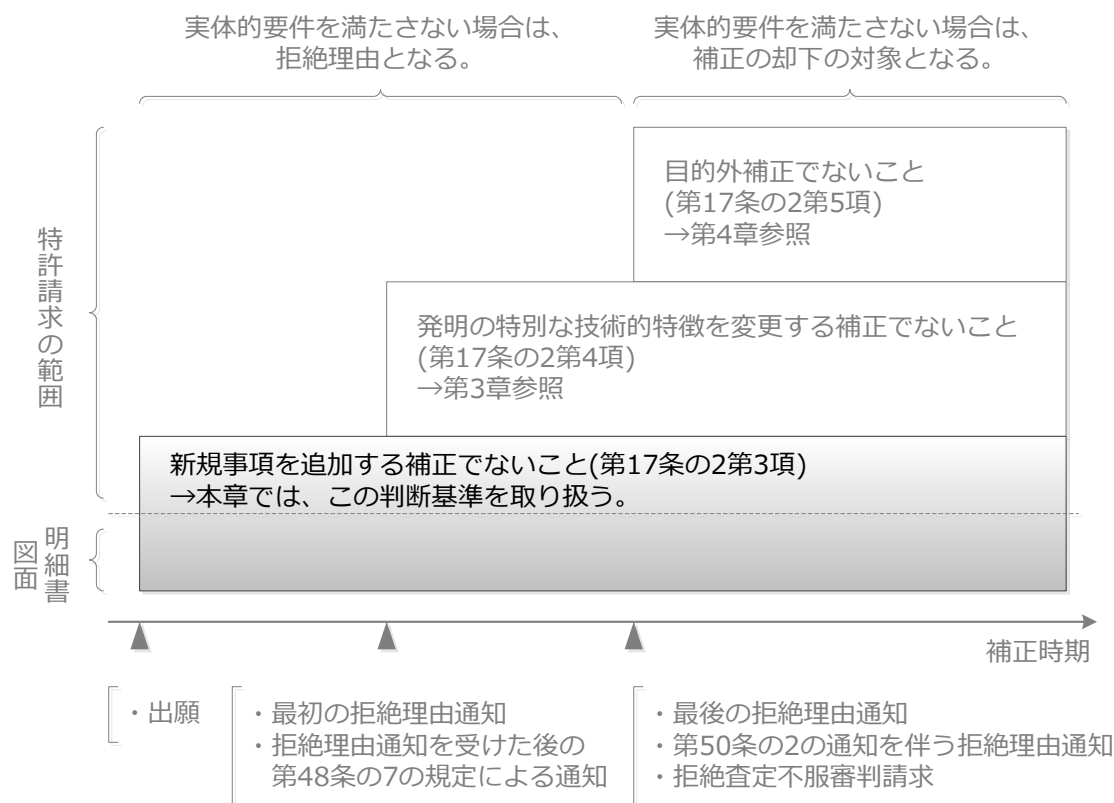 実体的要件を満たさない場合は、
拒絶理由となる。
実体的要件を満たさない場合は、
補正の却下の対象となる。
目的外補正でないこと
(第17条の2第5項)
→第4章参照
特許請求の範囲
発明の特別な技術的特徴を変更する補正でないこと
(第17条の2第4項)
→第3章参照
新規事項を追加する補正でないこと(第17条の2第3項)
→本章では、この判断基準を取り扱う。
明細書
図面
補正時期
・出願
・最初の拒絶理由通知
・拒絶理由通知を受けた後の
第48条の7の規定による通知
・最後の拒絶理由通知
・第50条の2の通知を伴う拒絶理由通知
・拒絶査定不服審判請求